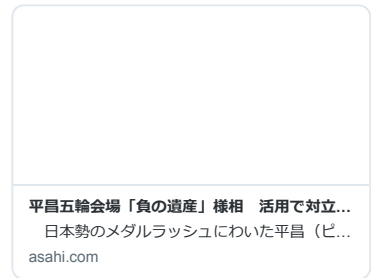 平昌五輪会場「負の遺産」様相　活用で対立…
日本勢のメダルラッシュにわいた平昌（ピ…
asahi.com